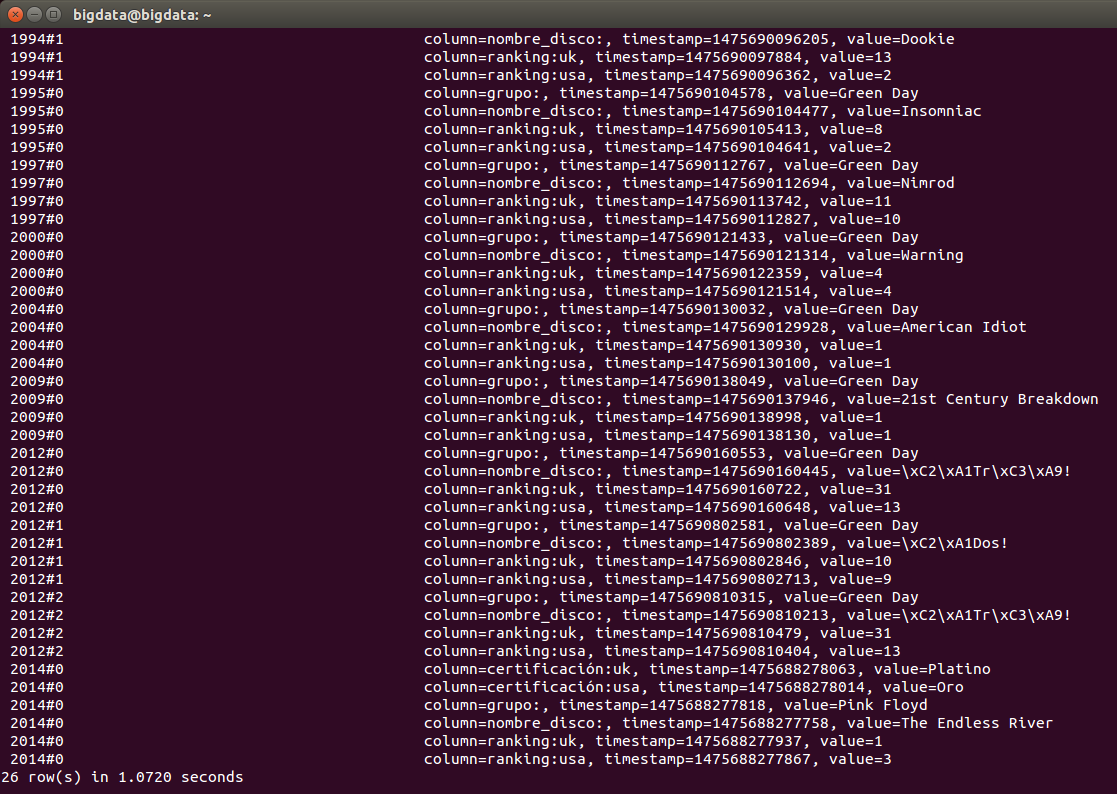 bigdata@bigdata: ~
1994#1 column=nombre_disco:, timestamp=1475690096205, value=Dookie
1994#1 column=ranking:uk, timestamp=1475690097884, value=13
1994#1 column=ranking:usa, timestamp=1475690096362, value=2
1995#0 column=grupo:, timestamp=1475690104578, value=Green Day
1995#0 column=nombre_disco:, timestamp=1475690104477, value=Insomniac
1995#0 column=ranking:uk, timestamp=1475690105413, value=8
1995#0 column=ranking:usa, timestamp=1475690104641, value=2
1997#0 column=grupo:, timestamp=1475690112767, value=Green Day
1997#0 column=nombre_disco:, timestamp=1475690112694, value=Nimrod
1997#0 column=ranking:uk, timestamp=1475690113742, value=11
1997#0 column=ranking:usa, timestamp=1475690112827, value=10
2000#0 column=grupo:, timestamp=1475690121433, value=Green Day
2000#0 column=nombre_disco:, timestamp=1475690121314, value=Warning
2000#0 column=ranking:uk, timestamp=1475690122359, value=4
2000#0 column=ranking:usa, timestamp=1475690121514, value=4
2004#0 column=grupo:, timestamp=1475690130032, value=Green Day
2004#0 column=nombre_disco:, timestamp=1475690129928, value=American Idiot
2004#0 column=ranking:uk, timestamp=1475690130930, value=1
2004#0 column=ranking:usa, timestamp=1475690130100, value=1
2009#0 column=grupo:, timestamp=1475690138049, value=Green Day
2009#0 column=nombre_disco:, timestamp=1475690137946, value=21st Century Breakdown
2009#0 column=ranking:uk, timestamp=1475690138998, value=1
2009#0 column=ranking:usa, timestamp=1475690138130, value=1
2012#0 column=grupo:, timestamp=1475690160553, value=Green Day
2012#0 column=nombre_disco:, timestamp=1475690160445, value=\xC2\xA1Tr\xC3\xA9!
2012#0 column=ranking:uk, timestamp=1475690160722, value=31
2012#0 column=ranking:usa, timestamp=1475690160648, value=13
2012#1 column=grupo:, timestamp=1475690802581, value=Green Day
2012#1 column=nombre_disco:, timestamp=1475690802389, value=\xC2\xA1Dos!
2012#1 column=ranking:uk, timestamp=1475690802846, value=10
2012#1 column=ranking:usa, timestamp=1475690802713, value=9
2012#2 column=grupo:, timestamp=1475690810315, value=Green Day
2012#2 column=nombre_disco:, timestamp=1475690810213, value=\xC2\xA1Tr\xC3\xA9!
2012#2 column=ranking:uk, timestamp=1475690810479, value=31
2012#2 column=ranking:usa, timestamp=1475690810404, value=13
2014#0 column=certificación:uk, timestamp=1475688278063, value=Platino
2014#0 column=certificación:usa, timestamp=1475688278014, value=Oro
2014#0 column=grupo:, timestamp=1475688277818, value=Pink Floyd
2014#0 column=nombre_disco:, timestamp=1475688277758, value=The Endless River
2014#0 column=ranking:uk, timestamp=1475688277937, value=1
2014#0 column=ranking:usa, timestamp=1475688277867, value=3
26 row(s) in 1.0720 seconds